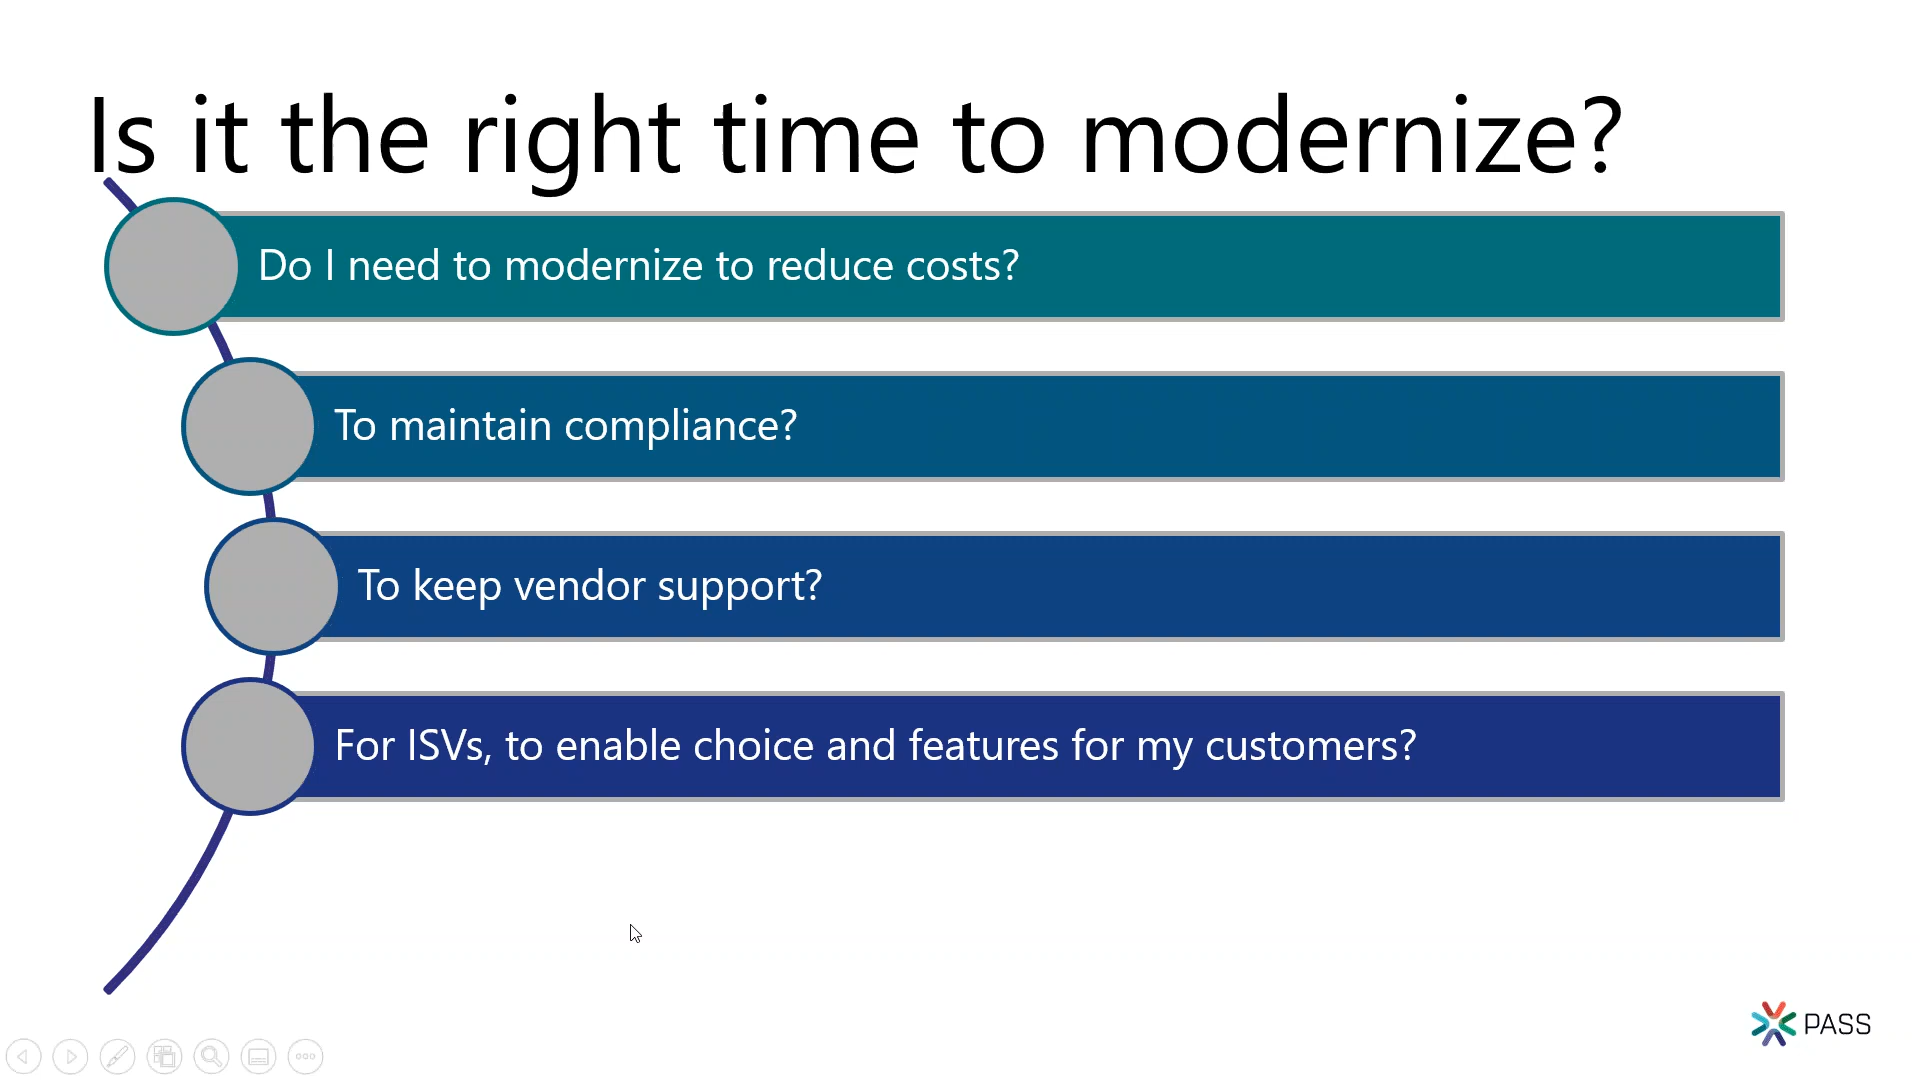 Is it the right time to modernize?
Do I need to modernize to reduce costs?
To maintain compliance?
To keep vendor support?
For ISVs, to enable choice and features for my customers?
PASS